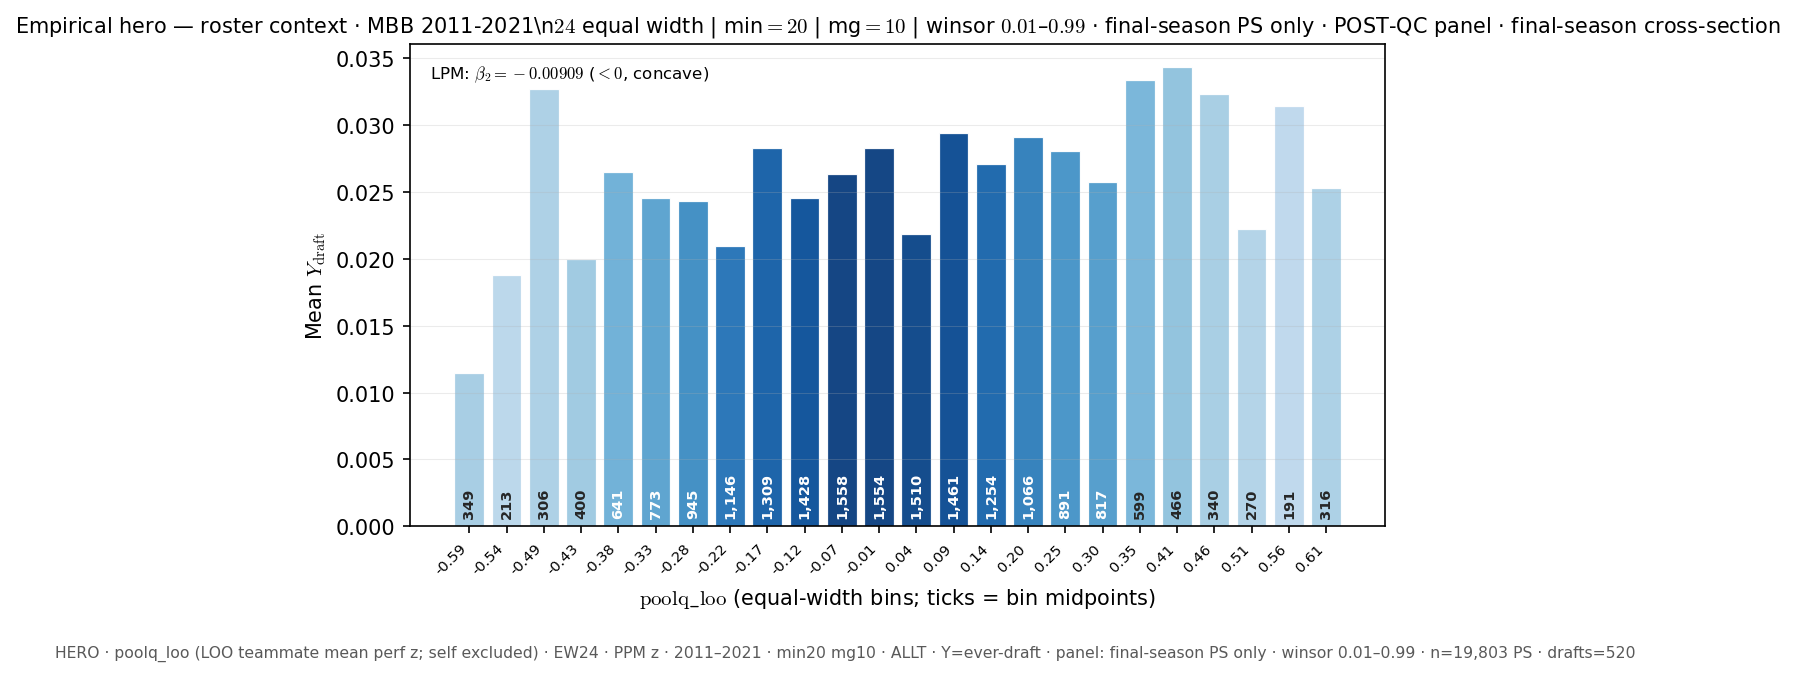 Empirical hero — roster context · MBB 2011-2021\n24 equal width | min = 20 | mg = 10 | winsor 0.01–0.99 · final-season PS only · POST-QC panel · final-season cross-section
LPM: β₂ = −0.00909 (<0, concave)
Mean Y_draft
0.035
0.030
0.025
0.020
0.015
0.010
0.005
0.000
349 213 306 400 641 773 945 1,146 1,309 1,428 1,558 1,554 1,510 1,461 1,254 1,066 891 817 599 466 340 270 191 316
-0.59 -0.54 -0.49 -0.43 -0.38 -0.33 -0.28 -0.22 -0.17 -0.12 -0.07 -0.01 0.04 0.09 0.14 0.20 0.25 0.30 0.35 0.41 0.46 0.51 0.56 0.61
poolq_loo (equal-width bins; ticks = bin midpoints)
HERO · poolq_loo (LOO teammate mean perf z; self excluded) · EW24 · PPM z · 2011–2021 · min20 mg10 · ALLT · Y=ever-draft · panel: final-season PS only · winsor 0.01–0.99 · n=19,803 PS · drafts=520